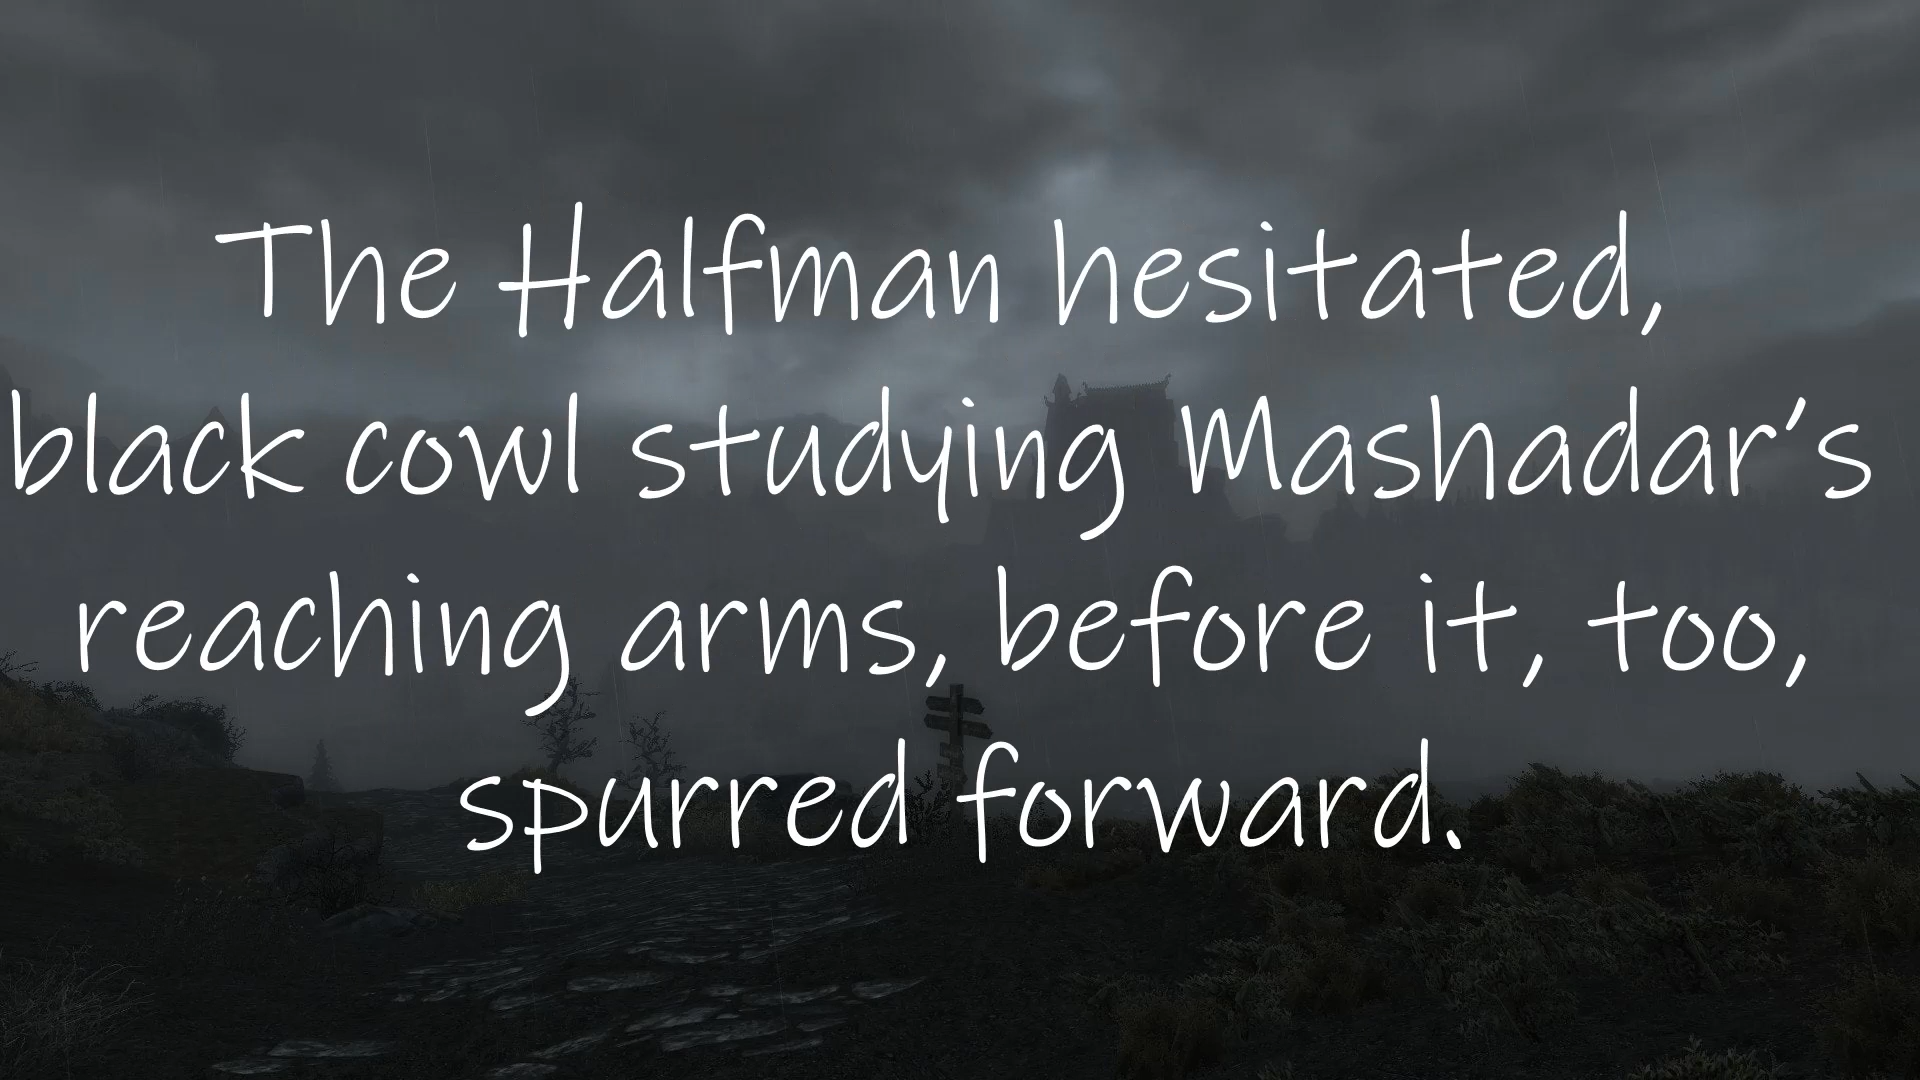 The Halfman hesitated,
black cowl studying Mashadar's
reaching arms, before it, too,
spurred forward.